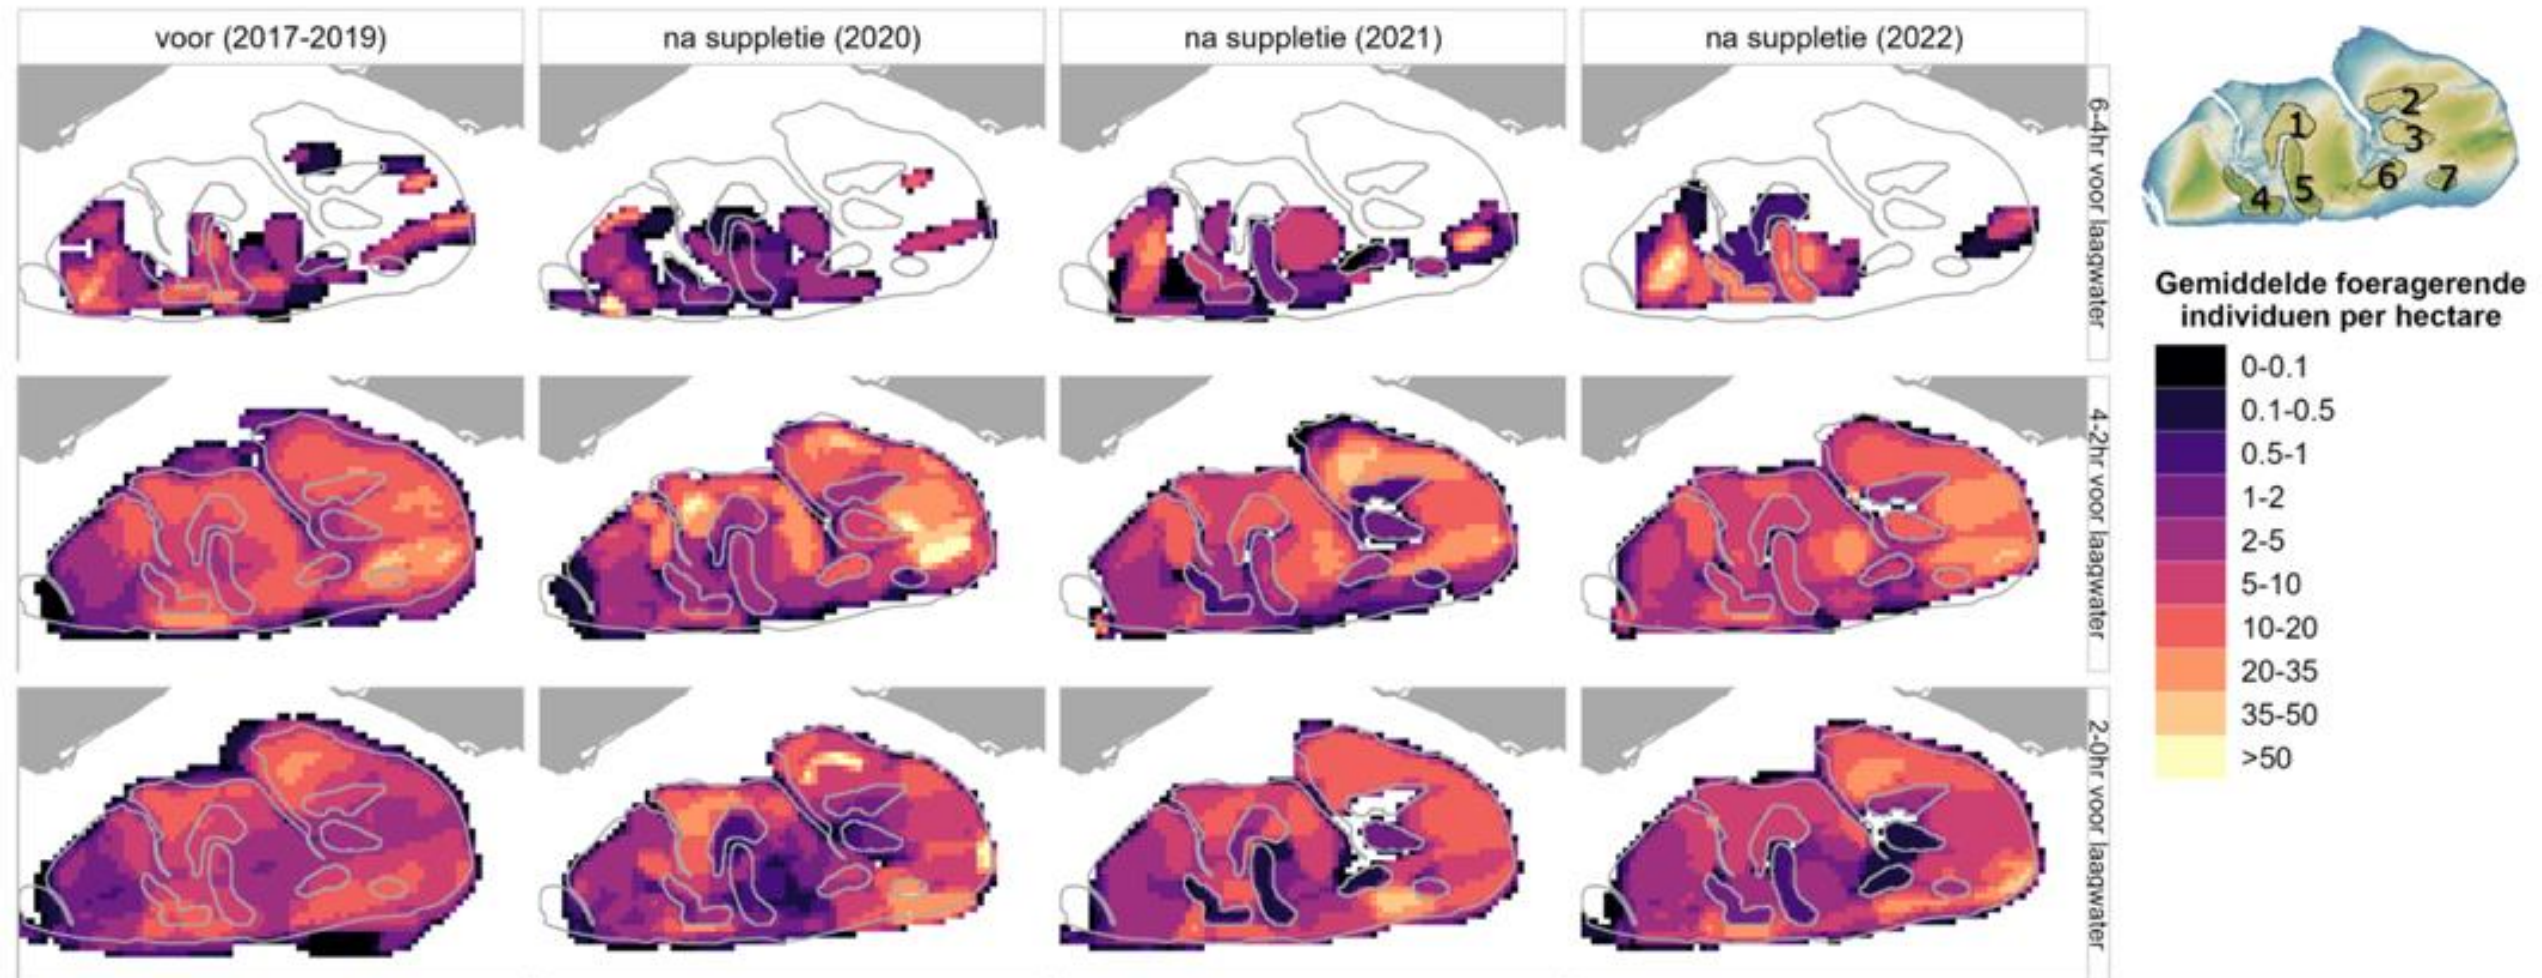 voor (2017-2019)
na suppletie (2020)
na suppletie (2021)
na suppletie (2022)
6-4hr voor laagwater
4-2hr voor laagwater
2-0hr voor laagwater
1
2
3
4
5
6
7
Gemiddelde foeragerende
individuen per hectare
0-0.1
0.1-0.5
0.5-1
1-2
2-5
5-10
10-20
20-35
35-50
>50